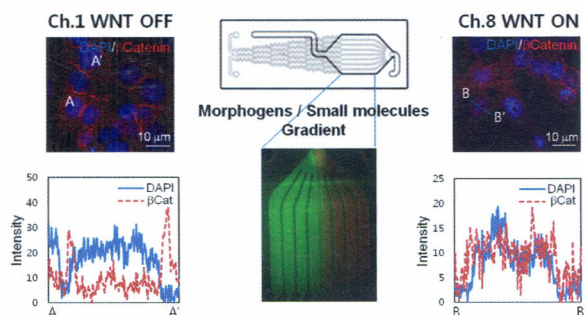 Ch.1 WNT OFF
DAPI/βCatenin
A'
A
10 μm
Morphogens / Small molecules
Gradient
Ch.8 WNT ON
DAPI/βCatenin
B
B'
10 μm
50
40
30
20
10
0
Intensity
DAPI
βCat
A
A'
25
20
15
10
5
0
Intensity
DAPI
βCat
B
B